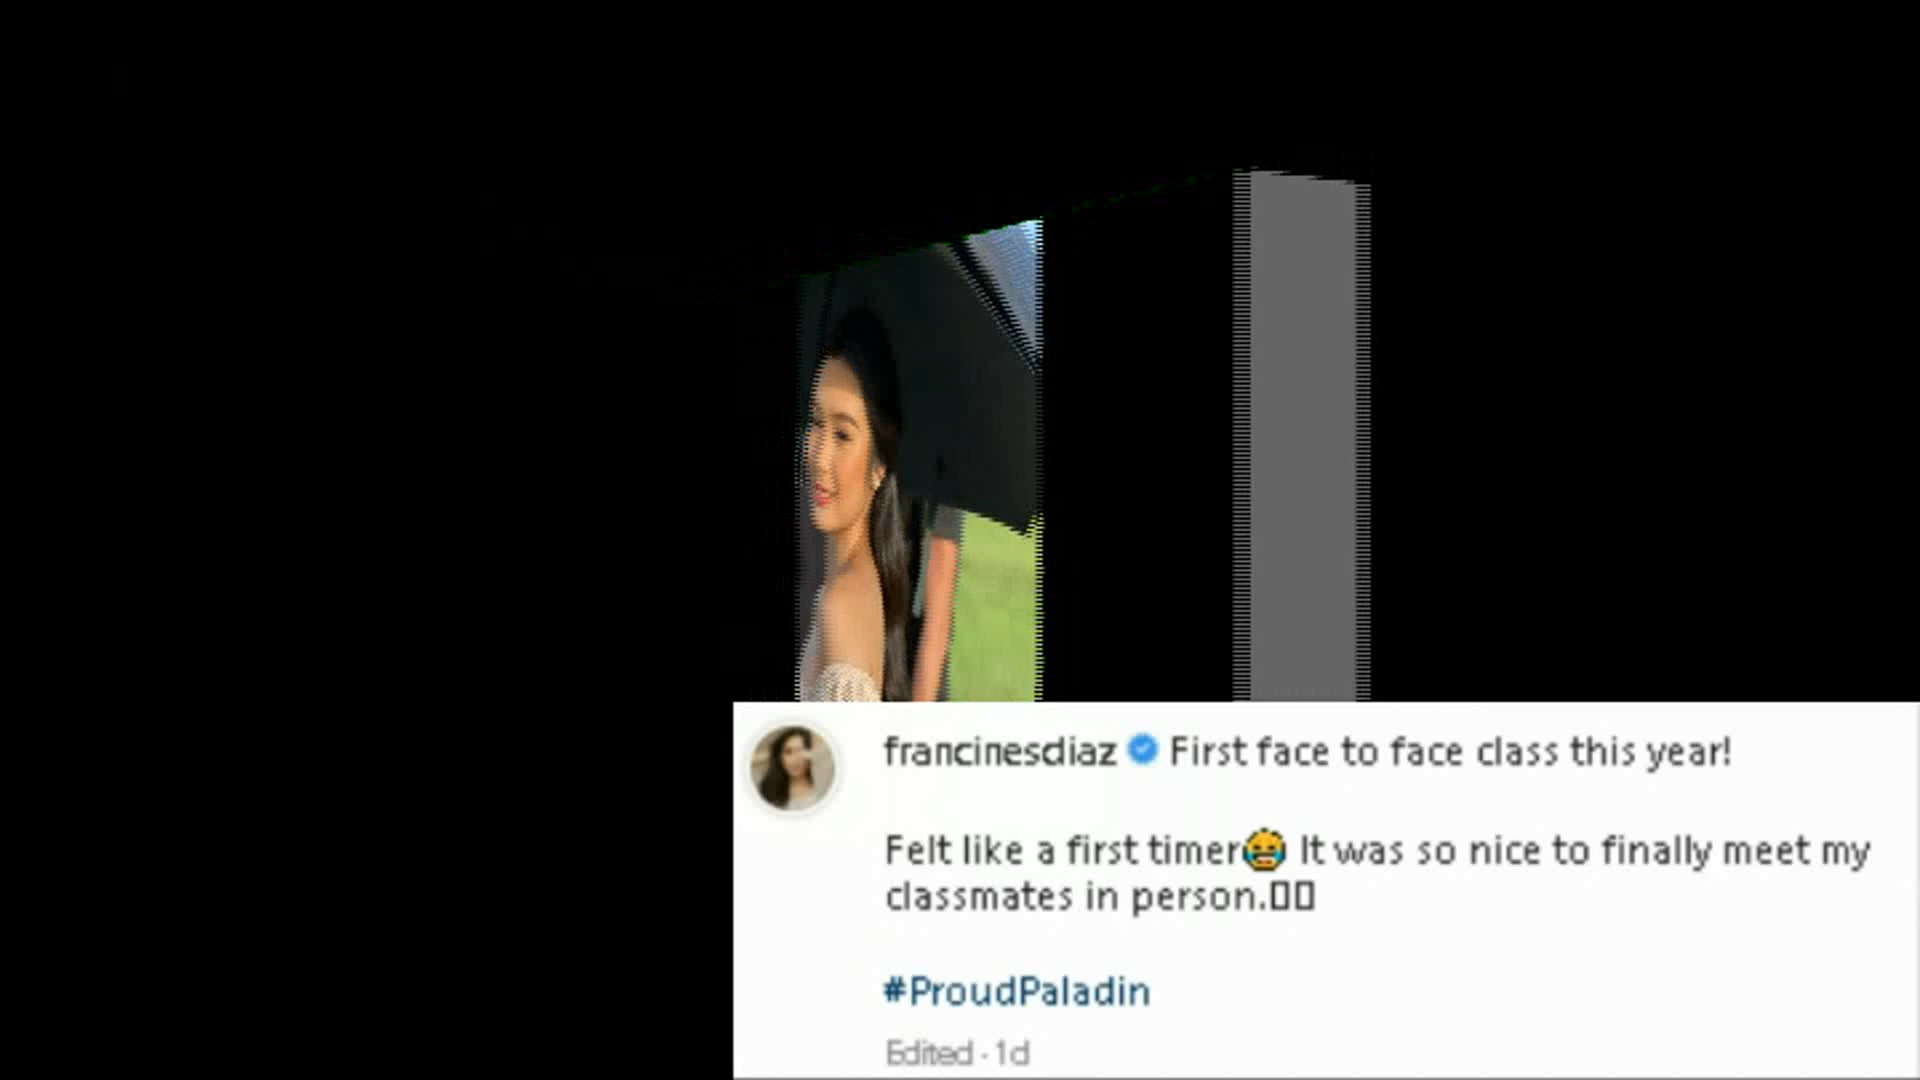 francinesdiaz First face to face class this year!
Felt like a first timer😂 It was so nice to finally meet my
classmates in person.▯▯
#ProudPaladin
Edited · 1d